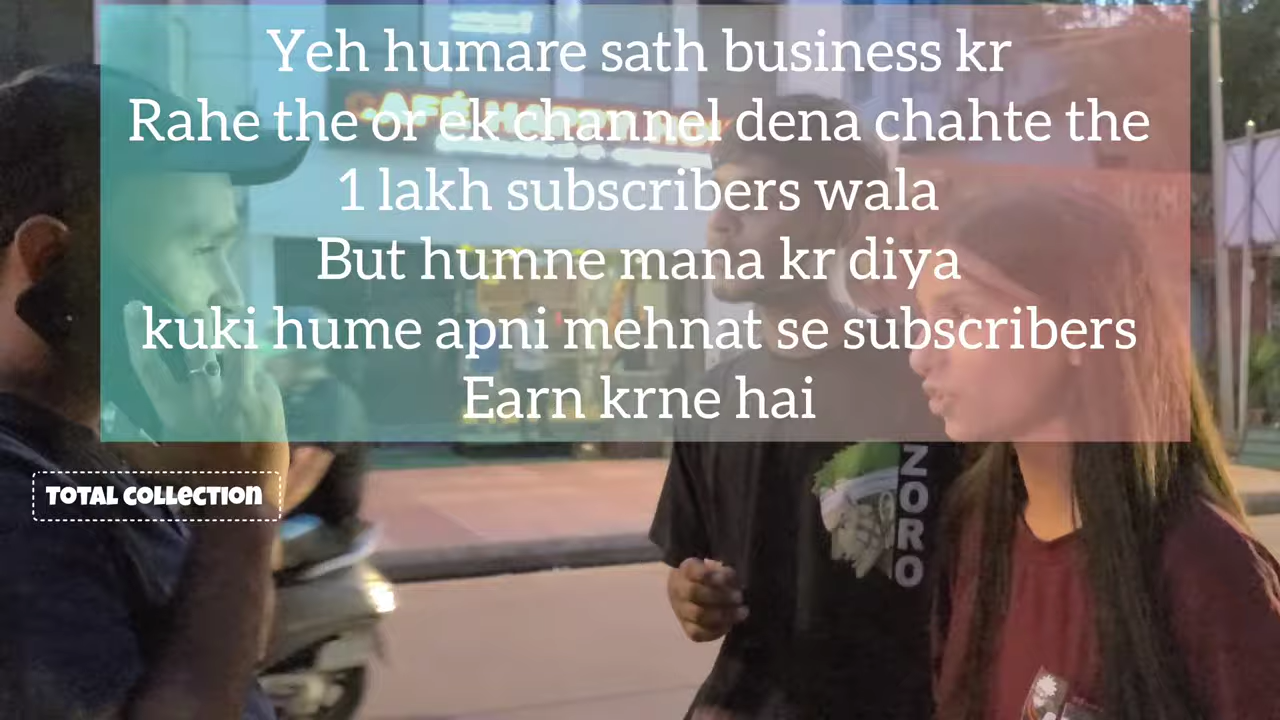 Yeh humare sath business kr
Rahe the or ek channel dena chahte the
1 lakh subscribers wala
But humne mana kr diya
kuki hume apni mehnat se subscribers
Earn krne hai
TOTAL COLLECTION
ZORO